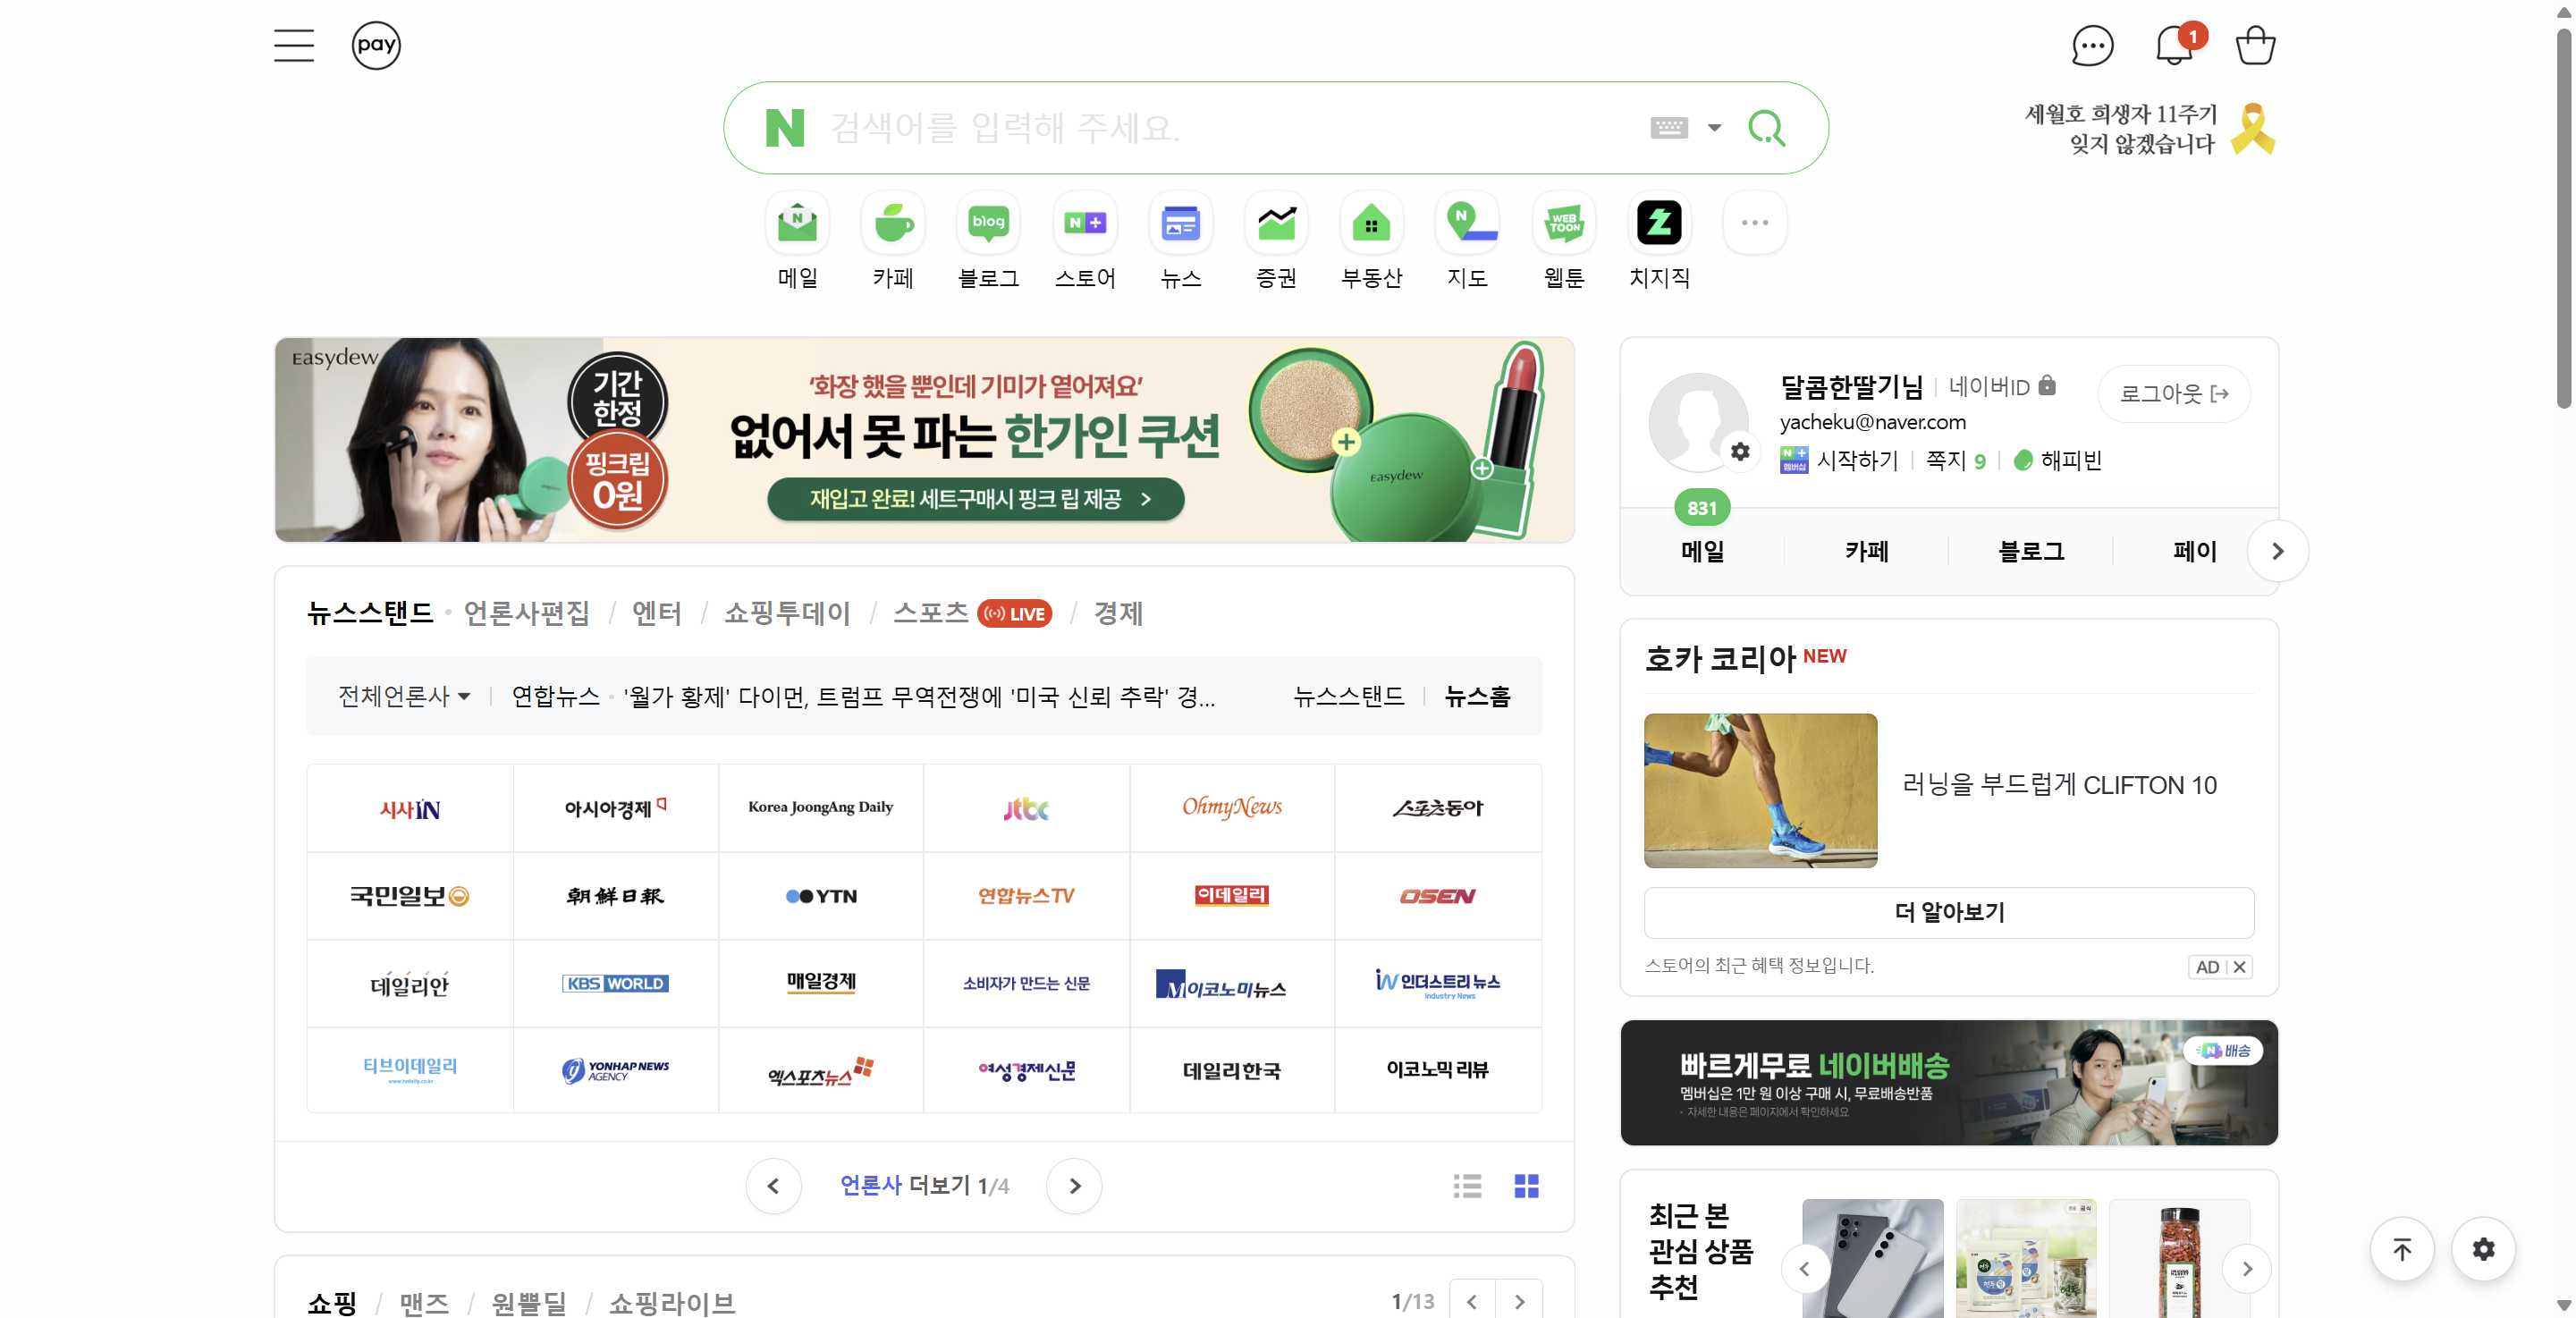 pay
1
N 검색어를 입력해 주세요.
세월호 희생자 11주기
잊지 않겠습니다
메일 카페 블로그 스토어 뉴스 증권 부동산 지도 웹툰 치지직
Easydew
기간
한정
핑크립
0원
'화장 했을 뿐인데 기미가 옅어져요'
없어서 못 파는 한가인 쿠션
재입고 완료! 세트구매시 핑크 립 제공 >
Easydew
달콤한딸기님 네이버ID
로그아웃
yacheku@naver.com
N+ 멤버십 시작하기 쪽지 9 해피빈
831
메일 카페 블로그 페이
뉴스스탠드 · 언론사편집 / 엔터 / 쇼핑투데이 / 스포츠 LIVE / 경제
전체언론사 연합뉴스 · '월가 황제' 다이먼, 트럼프 무역전쟁에 '미국 신뢰 추락' 경... 뉴스스탠드 뉴스홈
시사IN 아시아경제 Korea JoongAng Daily jtbc OhmyNews 스포츠동아
국민일보 朝鮮日報 YTN 연합뉴스TV 이데일리 OSEN
데일리안 KBS WORLD 매일경제 소비자가 만드는 신문 M이코노미뉴스 iN 인더스트리뉴스
Industry News
티브이데일리 YONHAP NEWS AGENCY 엑스포츠뉴스 여성경제신문 데일리한국 이코노믹리뷰
www.tvdaily.co.kr
언론사 더보기 1/4
호카 코리아 NEW
러닝을 부드럽게 CLIFTON 10
더 알아보기
스토어의 최근 혜택 정보입니다.
AD
빠르게무료 네이버배송
멤버십은 1만 원 이상 구매 시, 무료배송반품
· 자세한 내용은 페이지에서 확인하세요
N 배송
최근 본
관심 상품
추천
쇼핑 / 맨즈 / 원쁠딜 / 쇼핑라이브
1/13